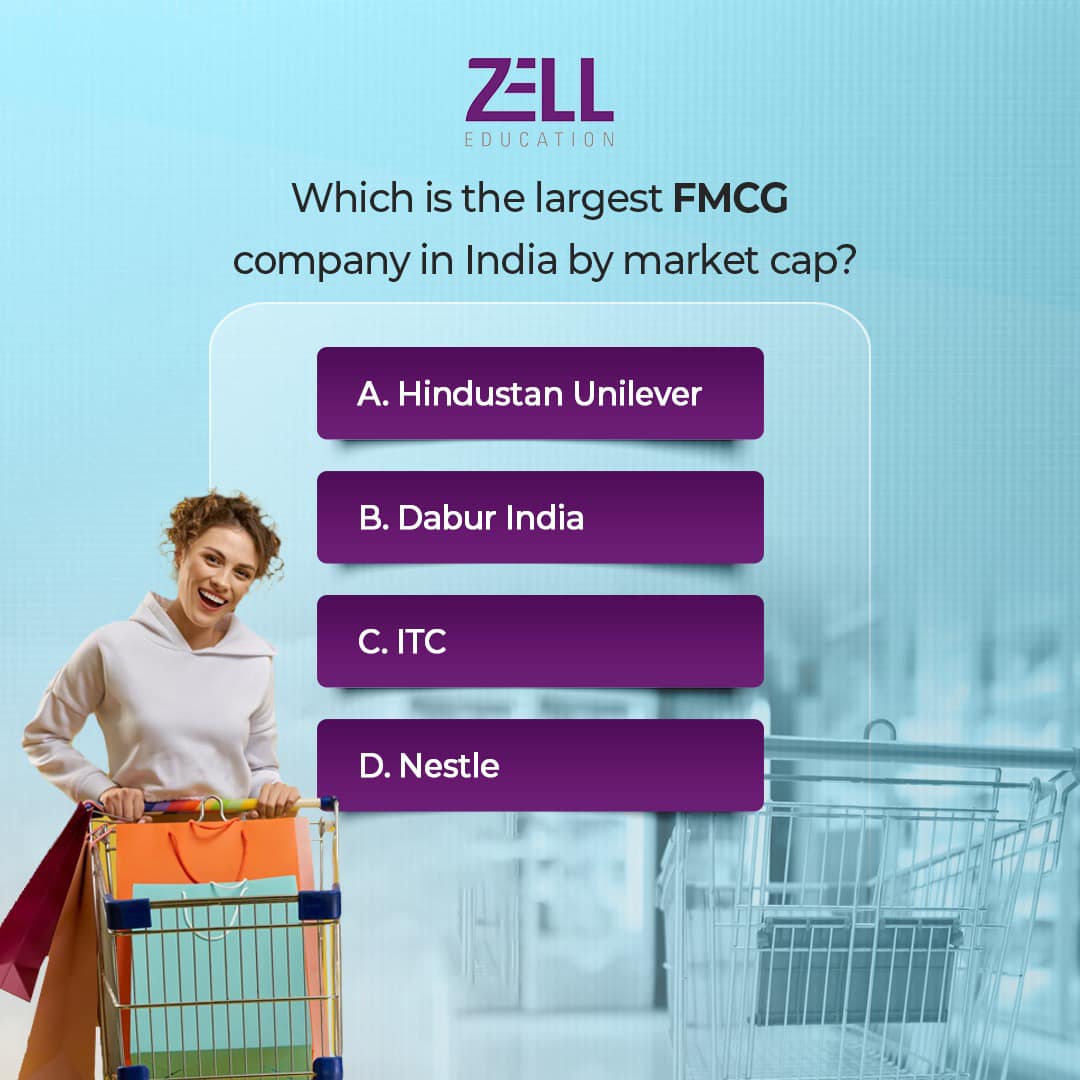 ZELL
EDUCATION
Which is the largest FMCG
company in India by market cap?
A. Hindustan Unilever
B. Dabur India
C. ITC
D. Nestle